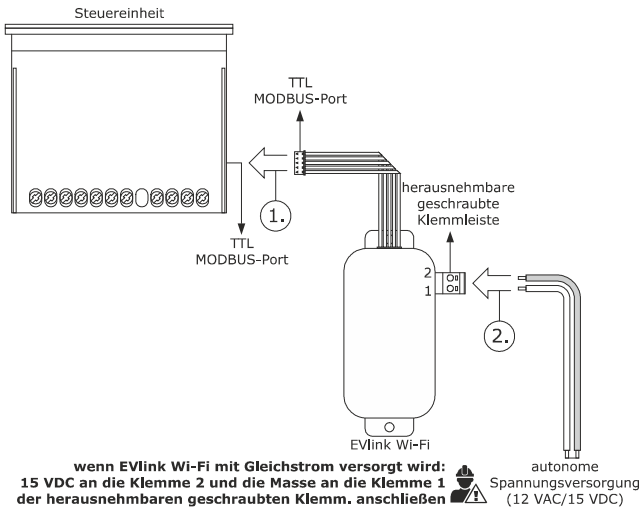 Steuereinheit
TTL
MODBUS-Port
1.
TTL
MODBUS-Port
herausnehmbare
geschraubte
Klemmleiste
2
1
2.
EVlink Wi-Fi
wenn EVlink Wi-Fi mit Gleichstrom versorgt wird:
15 VDC an die Klemme 2 und die Masse an die Klemme 1
der herausnehmbaren geschraubten Klemm. anschließen
autonome
Spannungsversorgung
(12 VAC/15 VDC)